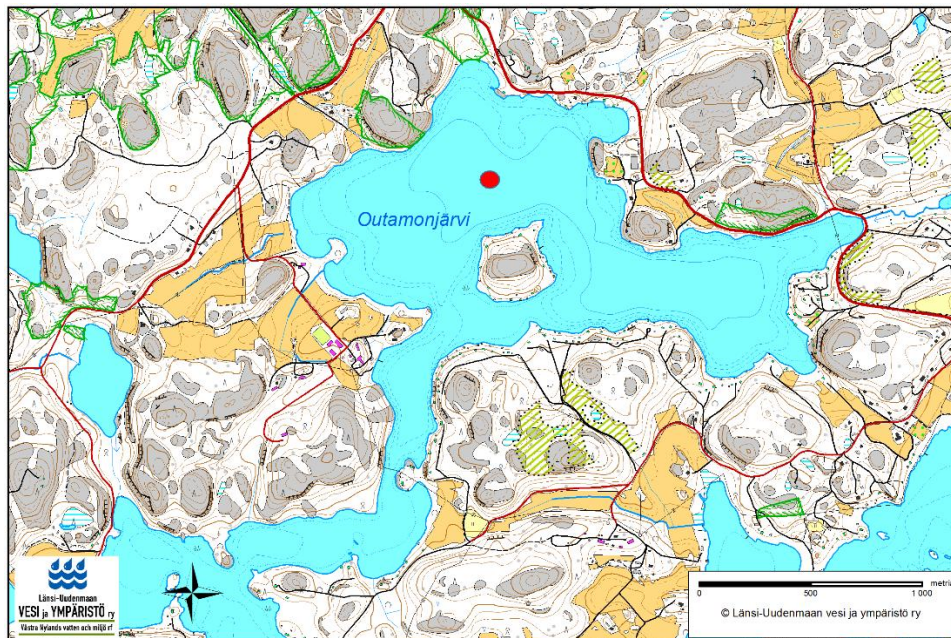 Outamonjärvi
Länsi-Uudenmaan
VESI ja YMPÄRISTÖ ry
Västra Nylands vatten och miljö rf
metriä
0 500 1 000
© Länsi-Uudenmaan vesi ja ympäristö ry